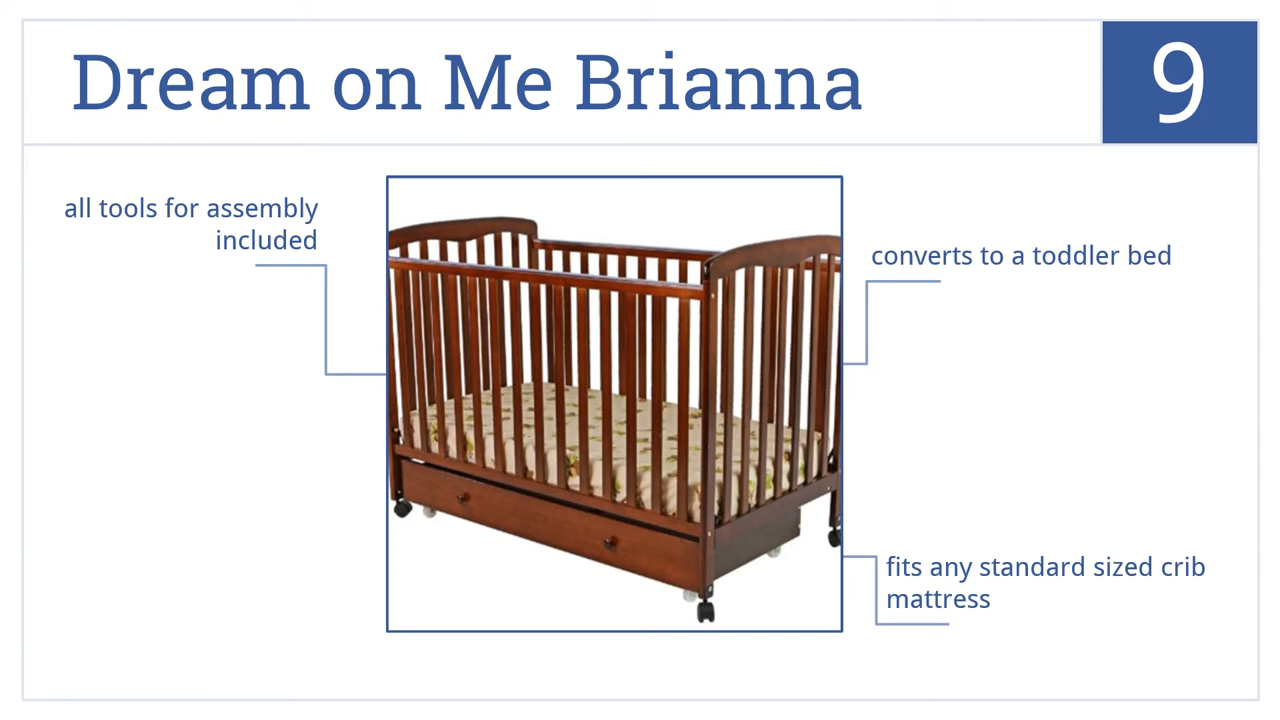 Dream on Me Brianna
9
all tools for assembly
included
converts to a toddler bed
fits any standard sized crib
mattress